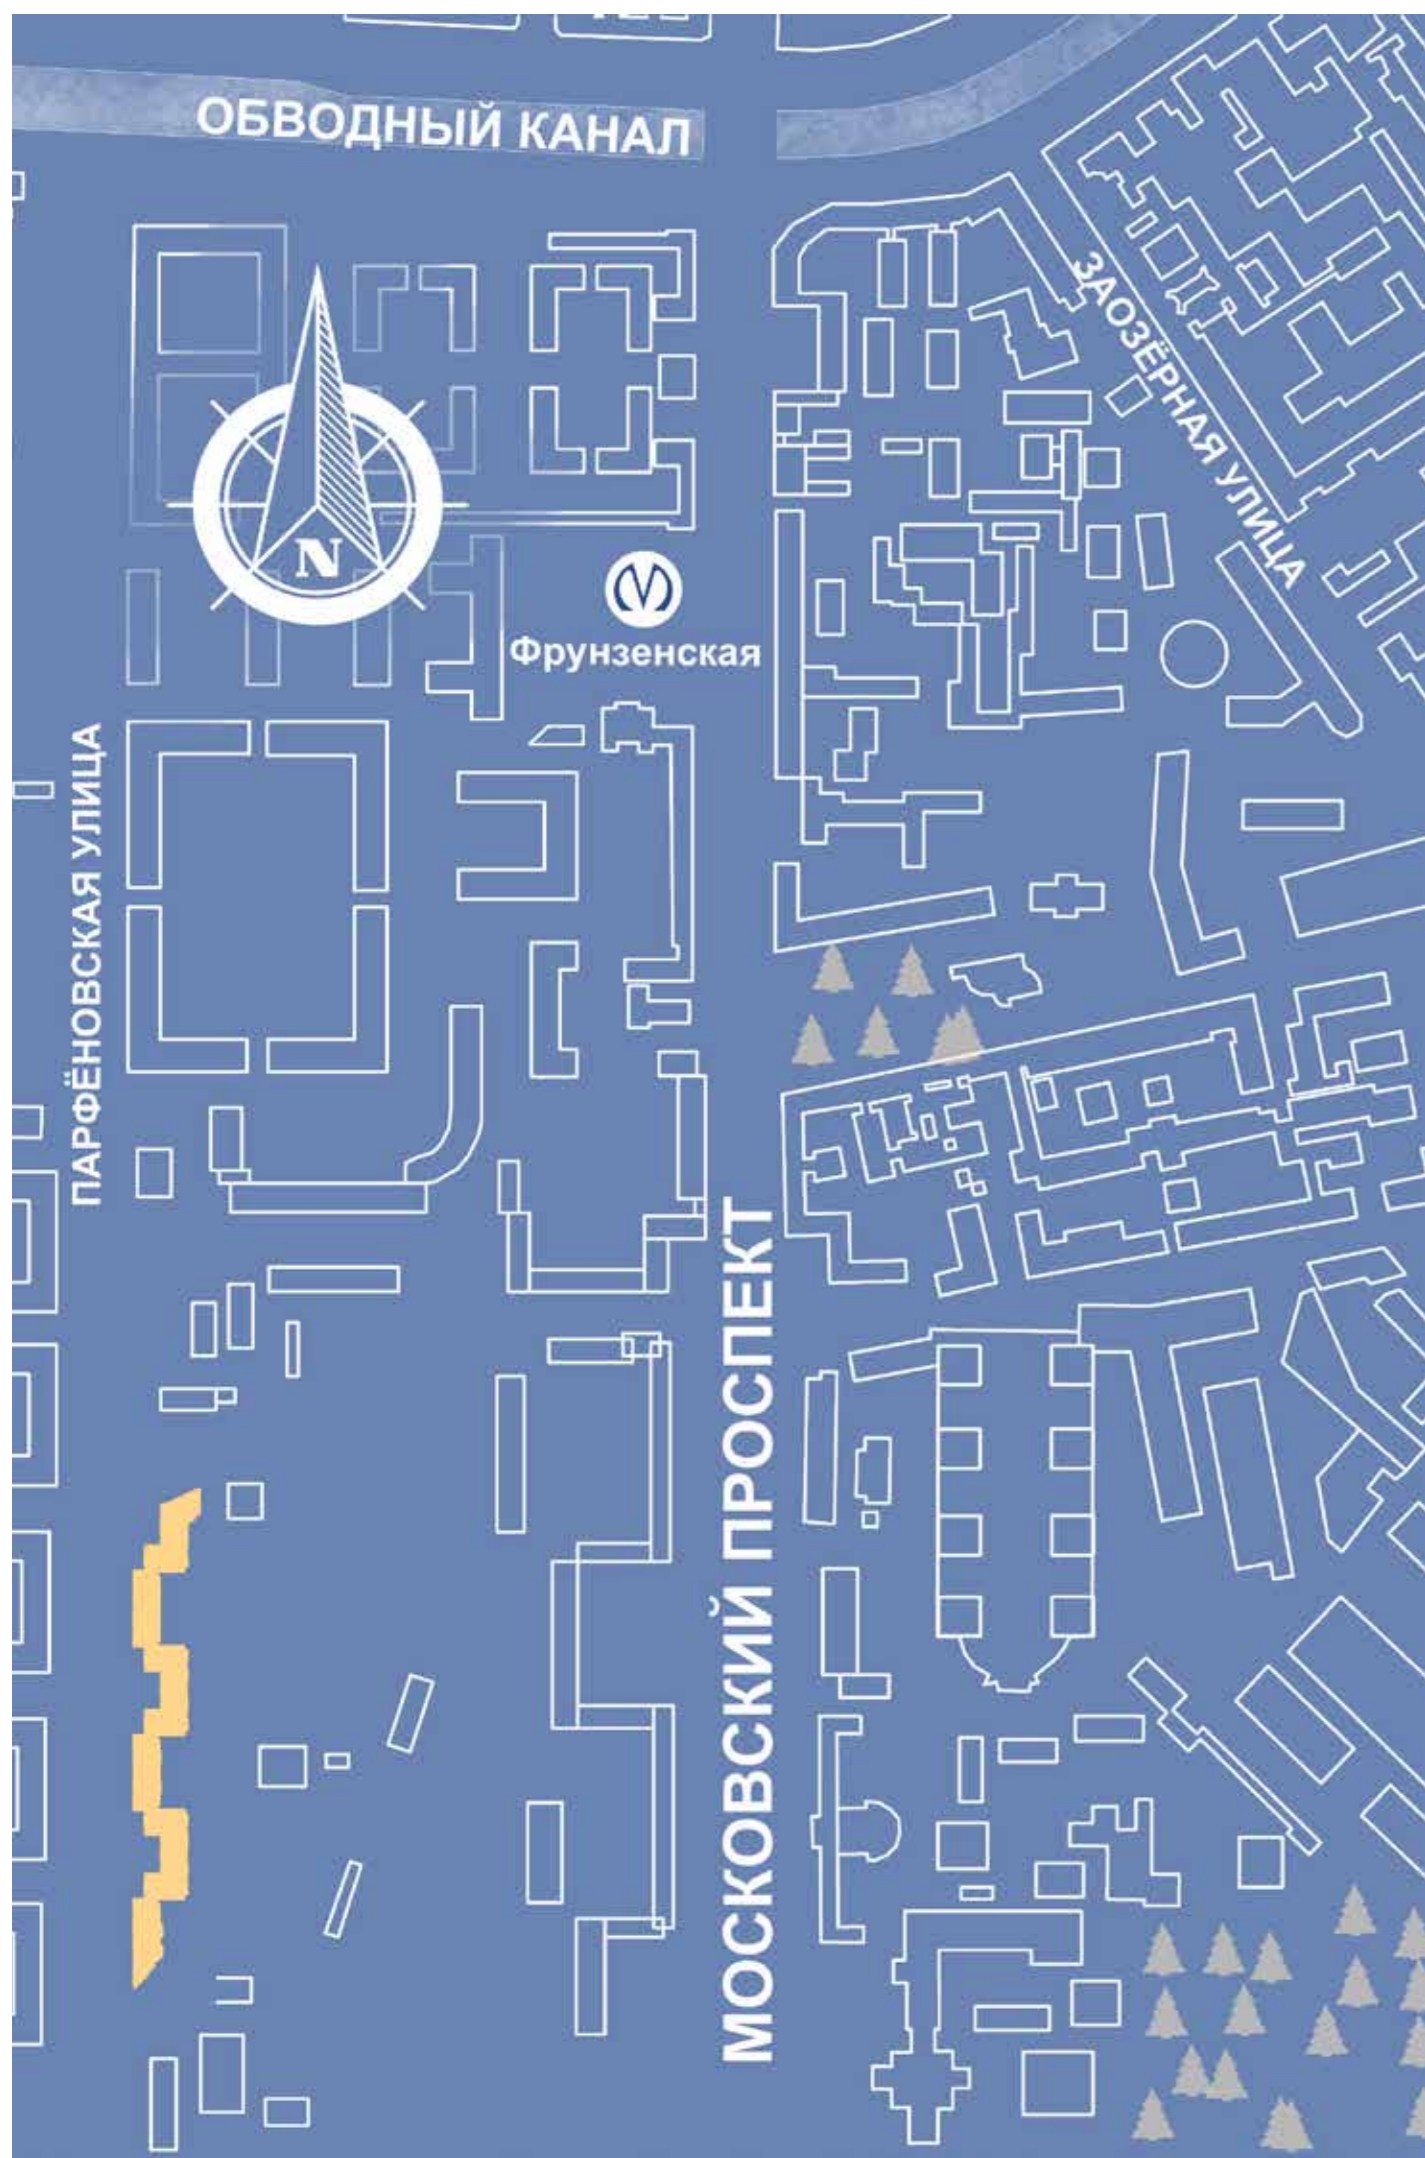 ОБВОДНЫЙ КАНАЛ
ЗАОЗЁРНАЯ УЛИЦА
N
Фрунзенская
ПАРФЁНОВСКАЯ УЛИЦА
МОСКОВСКИЙ ПРОСПЕКТ